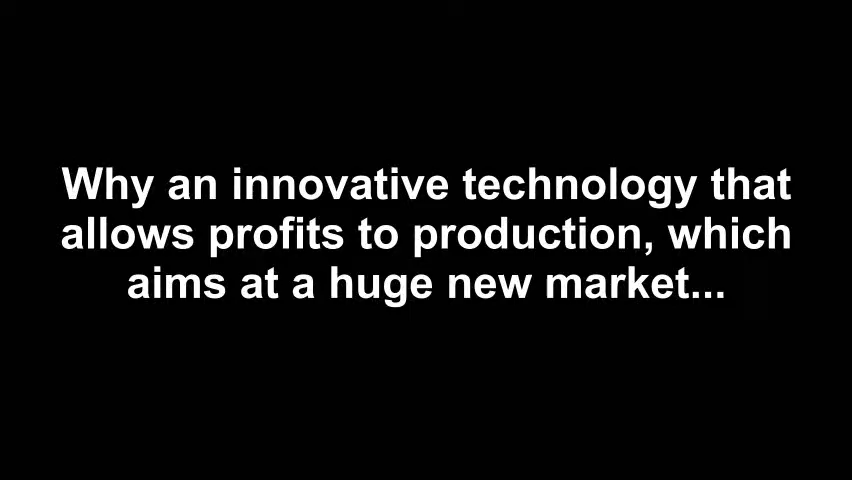 Why an innovative technology that
allows profits to production, which
aims at a huge new market...